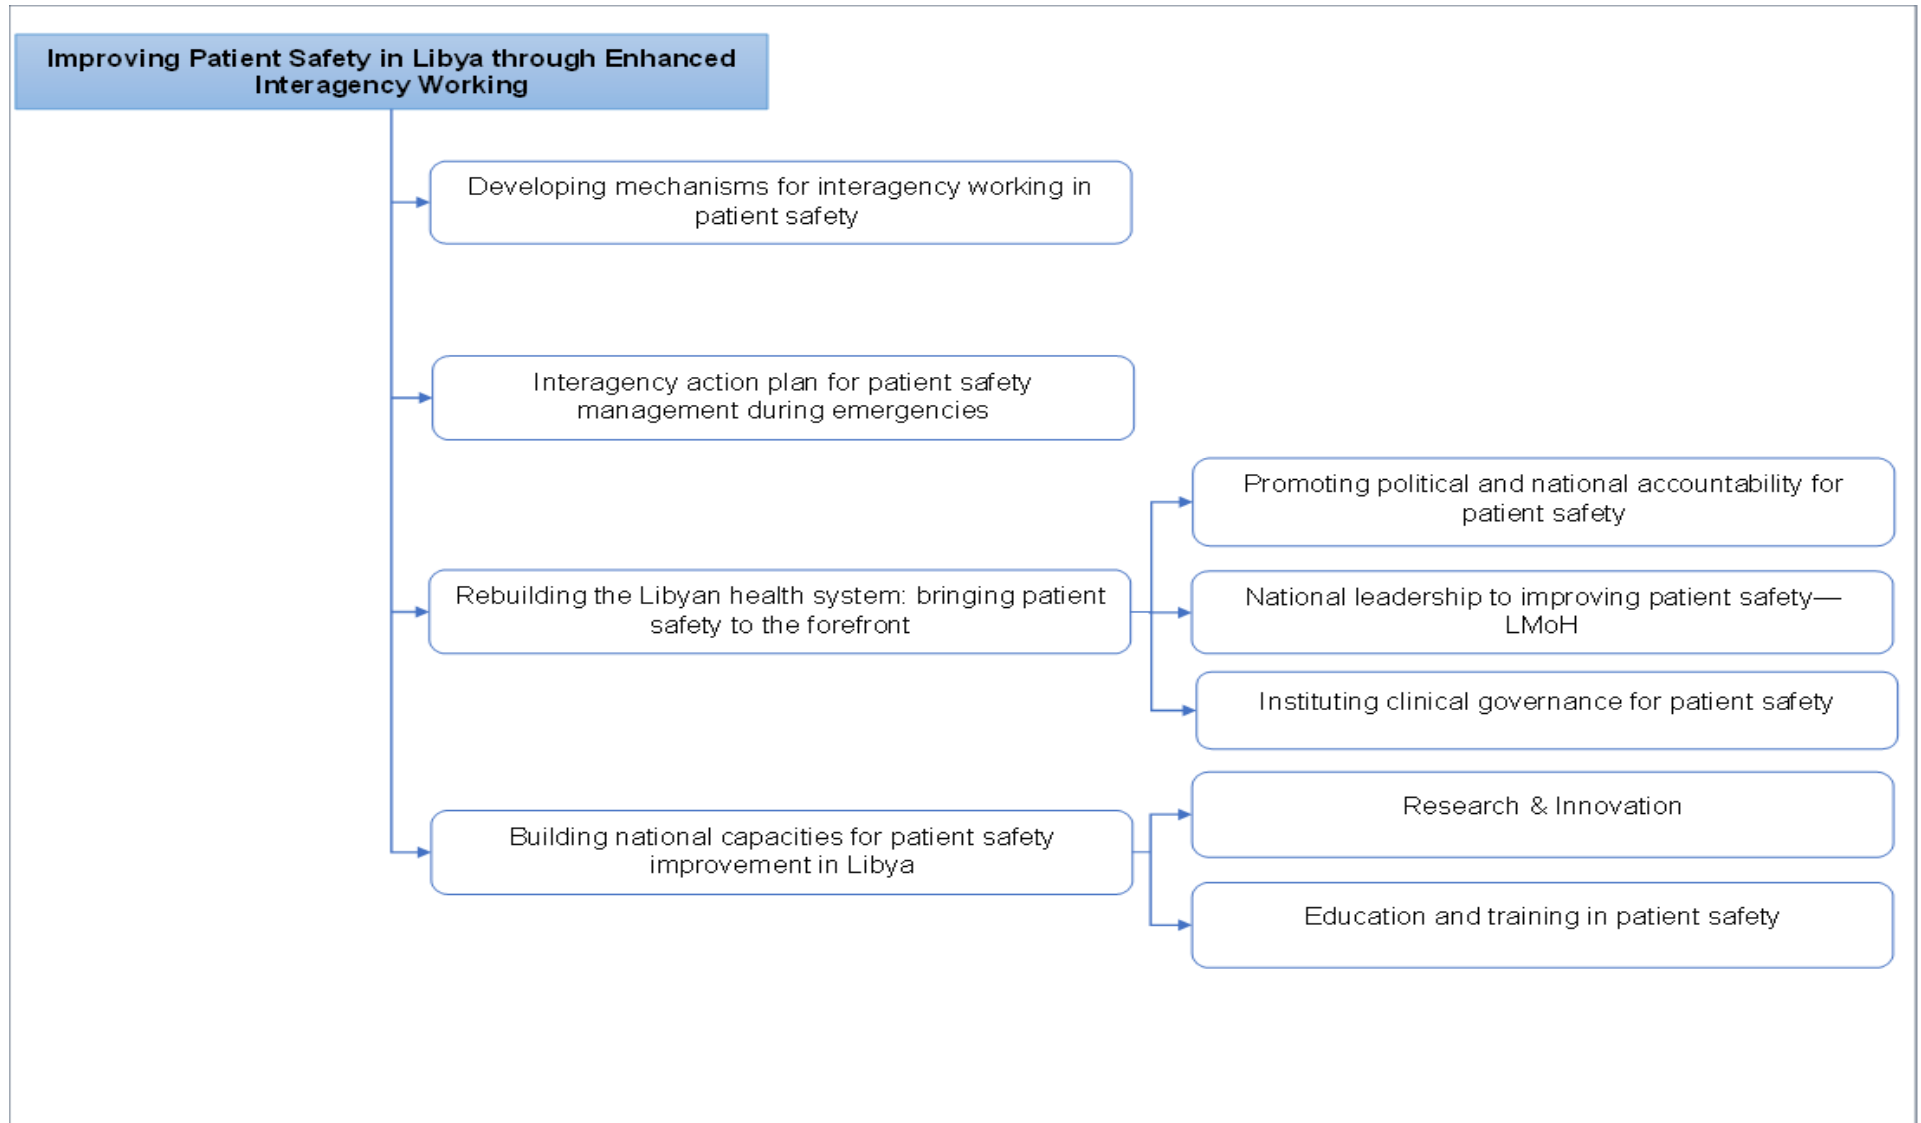 Improving Patient Safety in Libya through Enhanced
Interagency Working
Developing mechanisms for interagency working in
patient safety
Interagency action plan for patient safety
management during emergencies
Rebuilding the Libyan health system: bringing patient
safety to the forefront
Promoting political and national accountability for
patient safety
National leadership to improving patient safety—
LMoH
Instituting clinical governance for patient safety
Building national capacities for patient safety
improvement in Libya
Research & Innovation
Education and training in patient safety